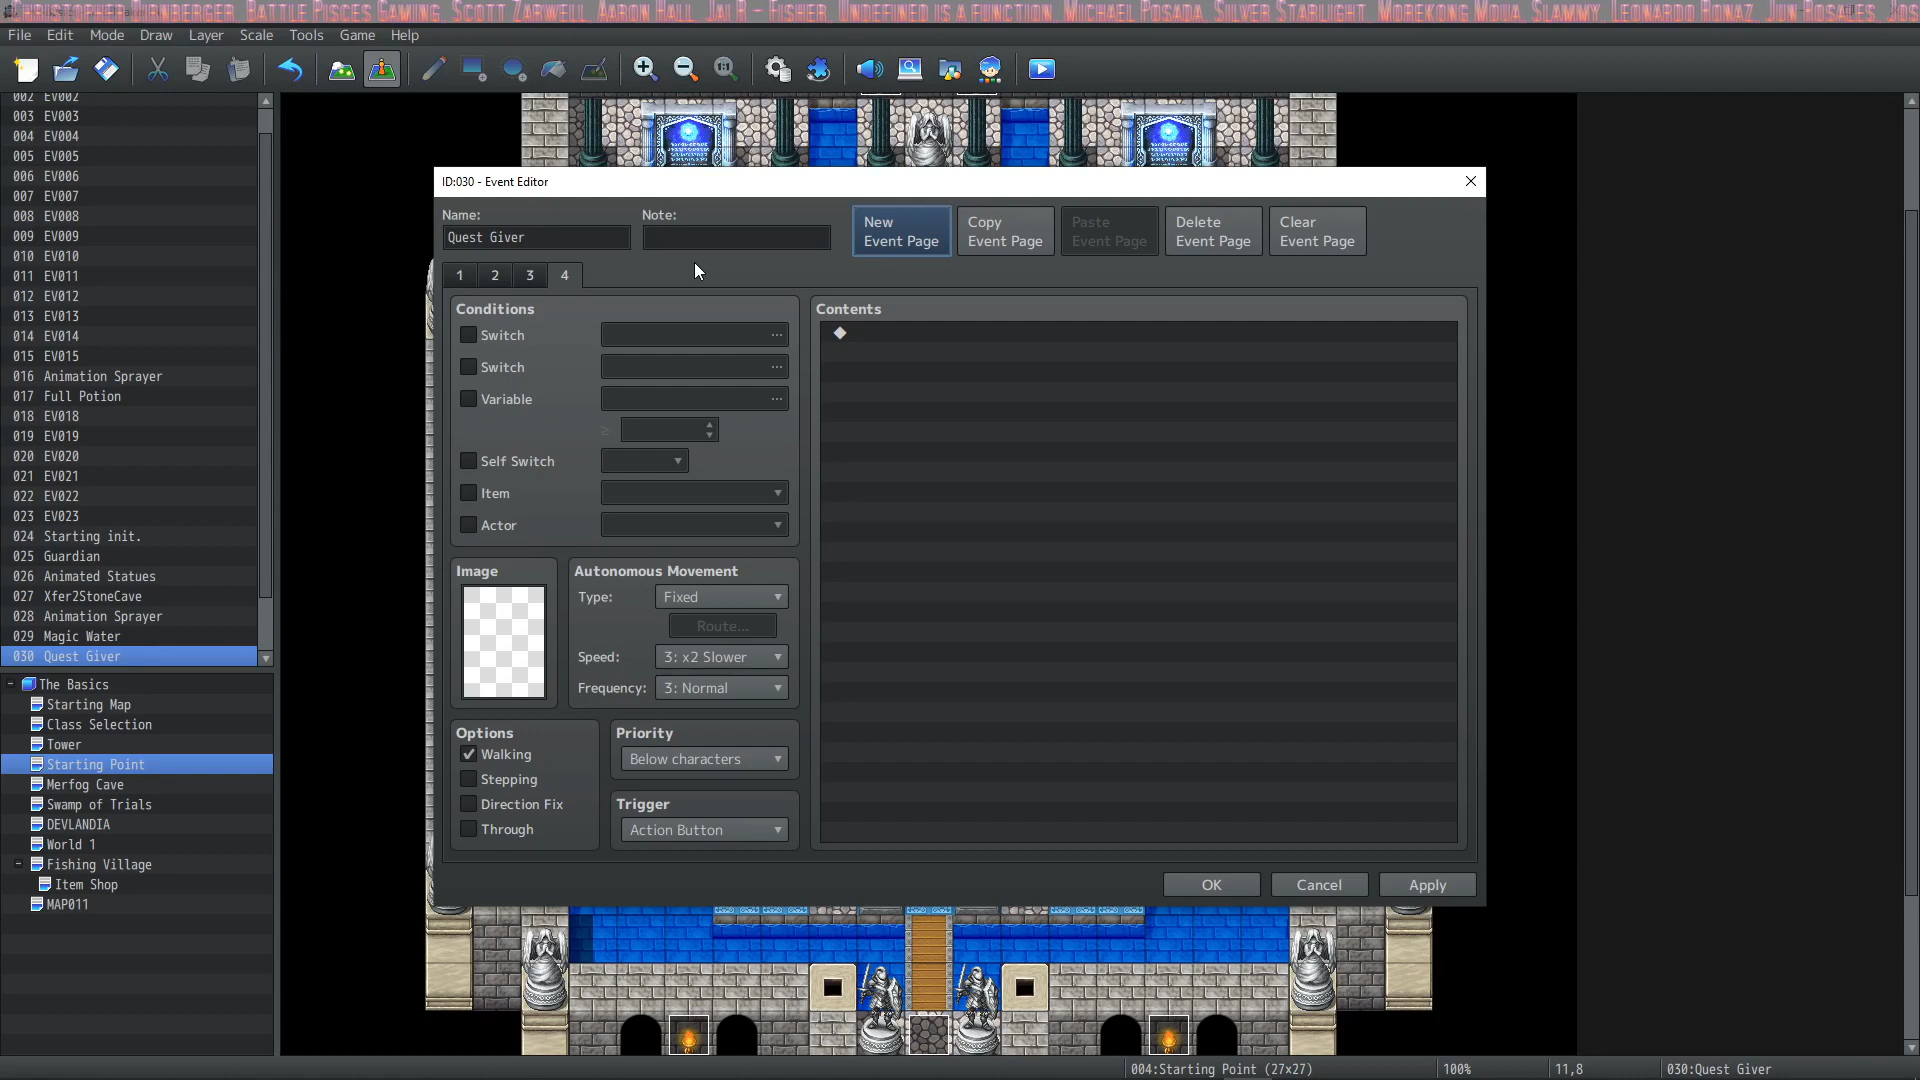 Battle Pisces Gaming, Scott Zarwell, Aaron Hall, Jal B - Fisher, Undefined is a function, Michael Posada, Silver Starlight, Mobekong Moua, Slammy, Leonardo Ronaz, Jun Rosales, Jos
File Edit Mode Draw Layer Scale Tools Game Help
002 EV002
003 EV003
004 EV004
005 EV005
006 EV006
007 EV007
008 EV008
009 EV009
010 EV010
011 EV011
012 EV012
013 EV013
014 EV014
015 EV015
016 Animation Sprayer
017 Full Potion
018 EV018
019 EV019
020 EV020
021 EV021
022 EV022
023 EV023
024 Starting init.
025 Guardian
026 Animated Statues
027 Xfer2StoneCave
028 Animation Sprayer
029 Magic Water
030 Quest Giver
The Basics
Starting Map
Class Selection
Tower
Starting Point
Merfog Cave
Swamp of Trials
DEVLANDIA
World 1
Fishing Village
Item Shop
MAP011
ID:030 - Event Editor
Name:
Quest Giver
Note:
New
Event Page
Copy
Event Page
Paste
Event Page
Delete
Event Page
Clear
Event Page
1 2 3 4
Conditions
Switch ...
Switch ...
Variable ...
≥
Self Switch
Item
Actor
Image
Autonomous Movement
Type: Fixed
Route...
Speed: 3: x2 Slower
Frequency: 3: Normal
Options
Walking
Stepping
Direction Fix
Through
Priority
Below characters
Trigger
Action Button
Contents
OK Cancel Apply
004:Starting Point (27×27) 100% 11,8 030:Quest Giver